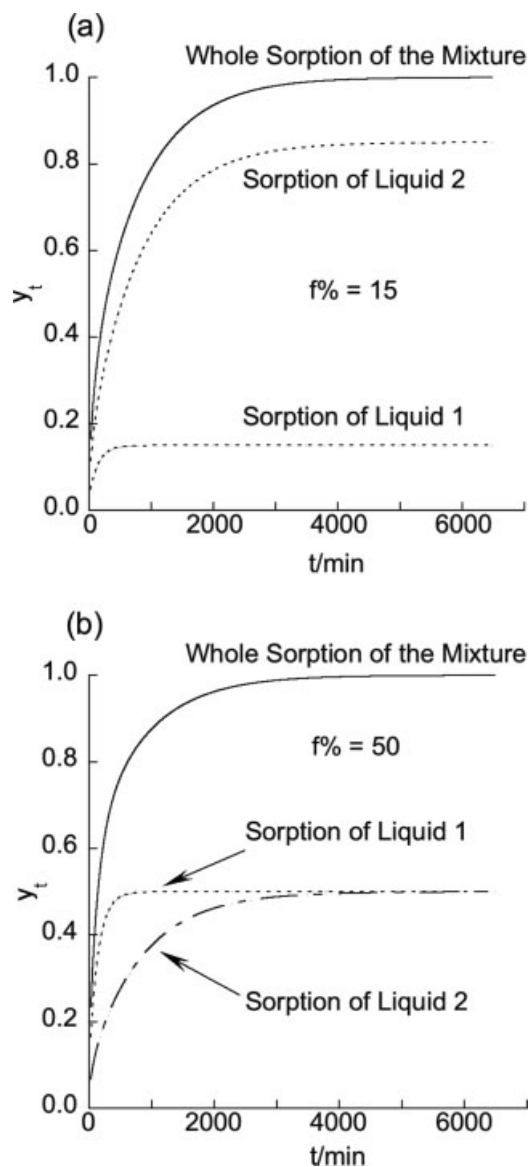 (a)
Whole Sorption of the Mixture
1.0
0.8
Sorption of Liquid 2
0.6
yt
f% = 15
0.4
Sorption of Liquid 1
0.2
0.0
0 2000 4000 6000
t/min
(b)
Whole Sorption of the Mixture
1.0
f% = 50
0.8
Sorption of Liquid 1
0.6
yt
0.4
Sorption of Liquid 2
0.2
0.0
0 2000 4000 6000
t/min